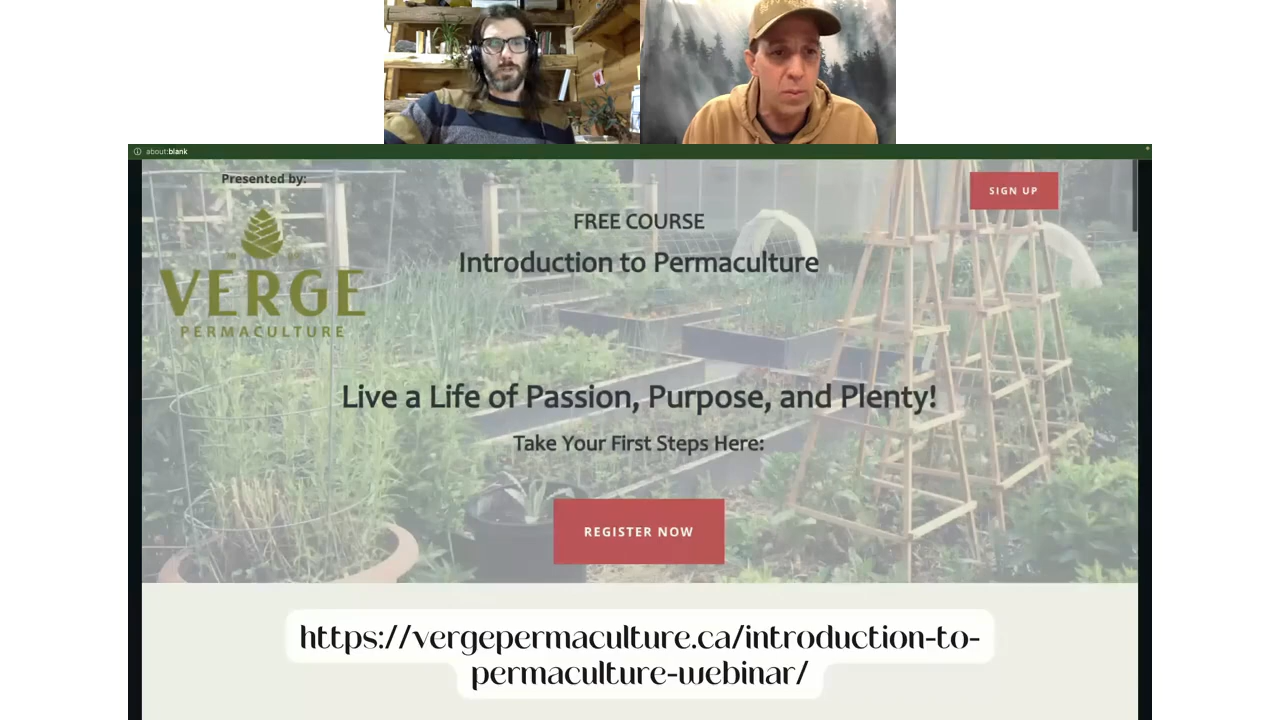 about:blank
Presented by:
SIGN UP
FREE COURSE
Introduction to Permaculture
VERGE
PERMACULTURE
Live a Life of Passion, Purpose, and Plenty!
Take Your First Steps Here:
REGISTER NOW
https://vergepermaculture.ca/introduction-to-
permaculture-webinar/